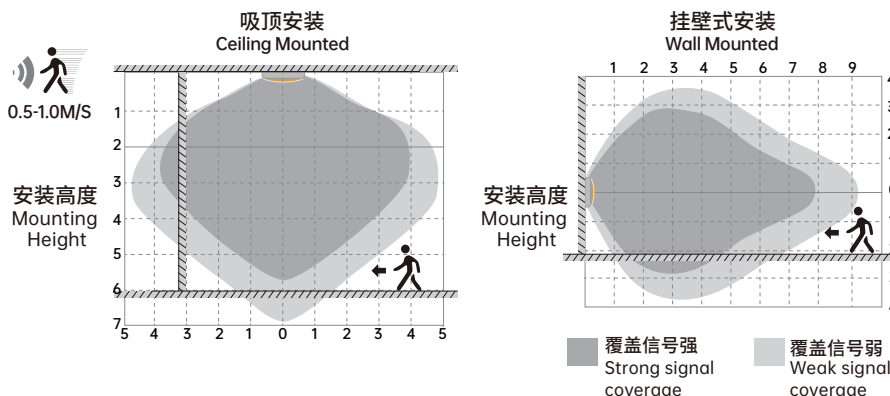 吸顶安装
Ceiling Mounted
挂壁式安装
Wall Mounted
0.5-1.0M/S
安装高度
Mounting
Height
1
2
3
4
5
6
7
5 4 3 2 1 0 1 2 3 4 5
安装高度
Mounting
Height
1 2 3 4 5 6 7 8 9
覆盖信号强
Strong signal
coverage
覆盖信号弱
Weak signal
coverage